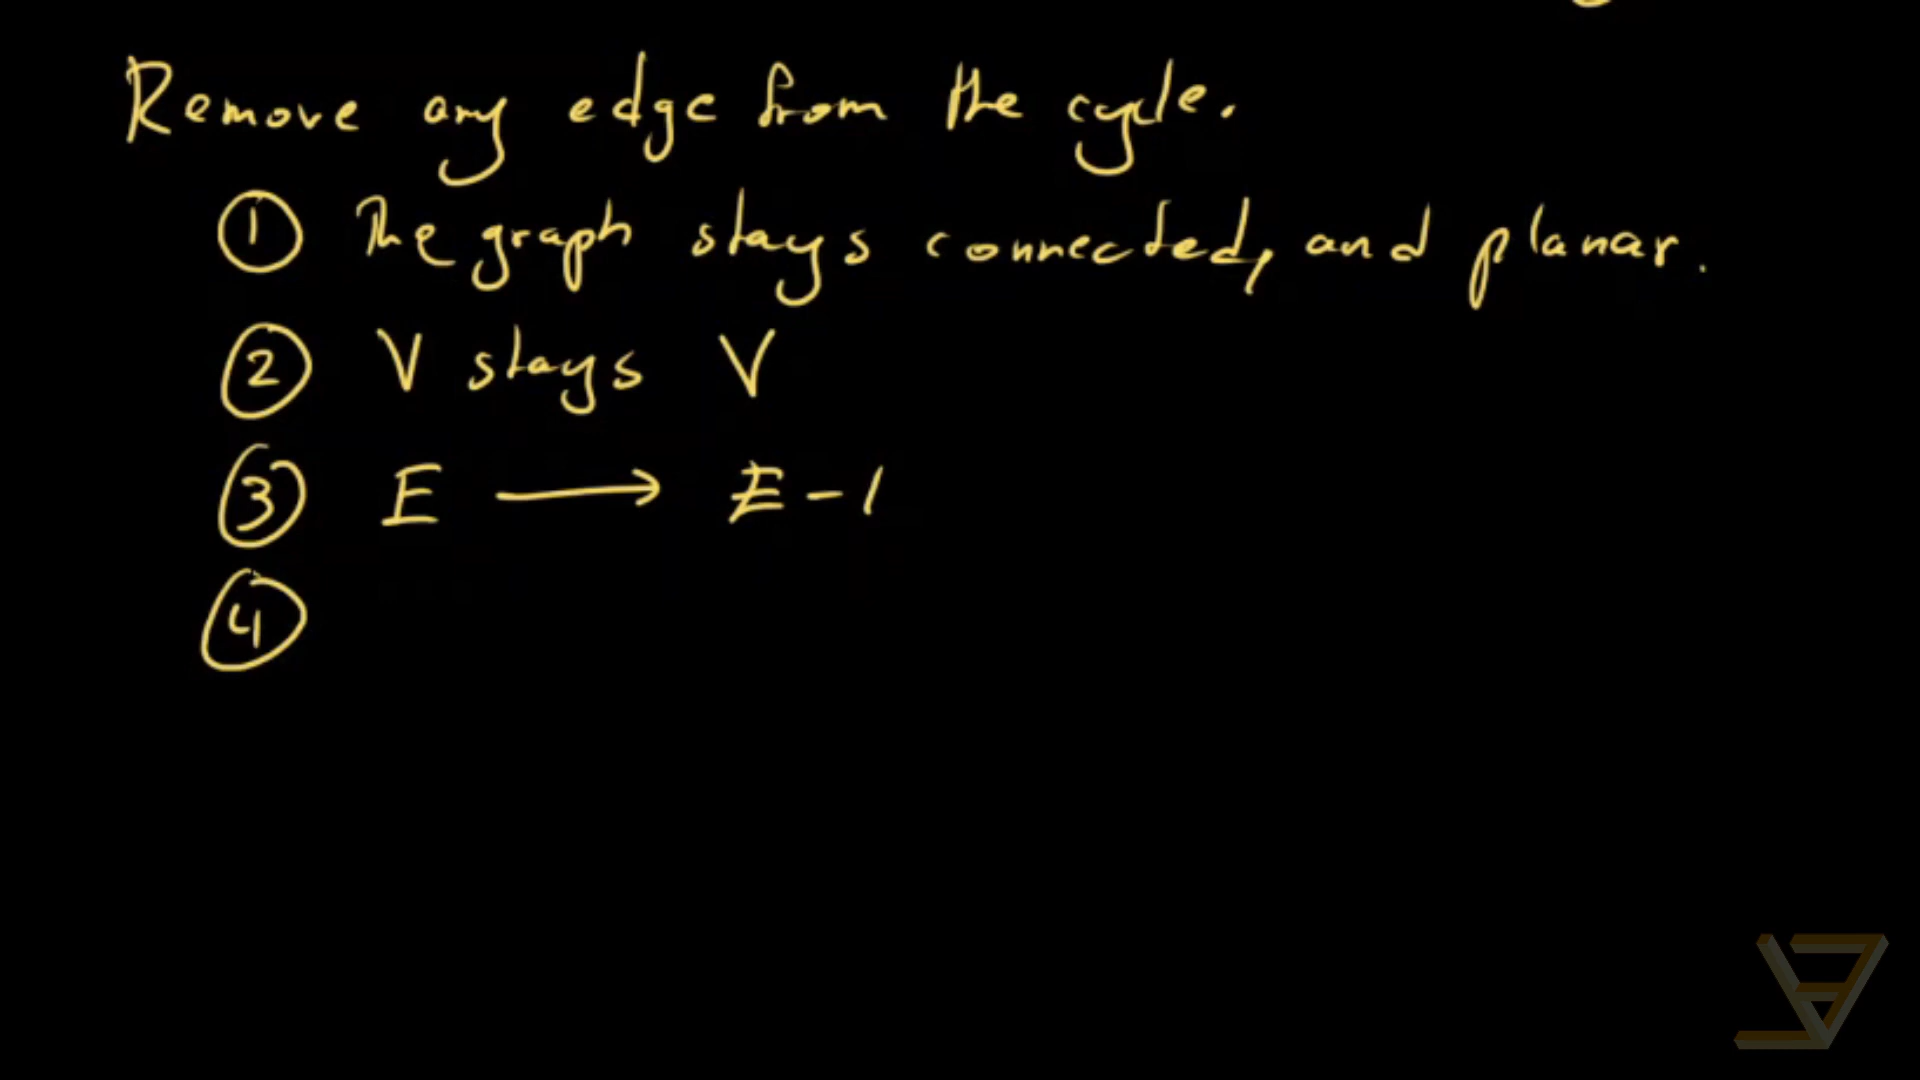 Remove any edge from the cycle.
① The graph stays connected, and planar.
② V stays V
③ E → E-1
④